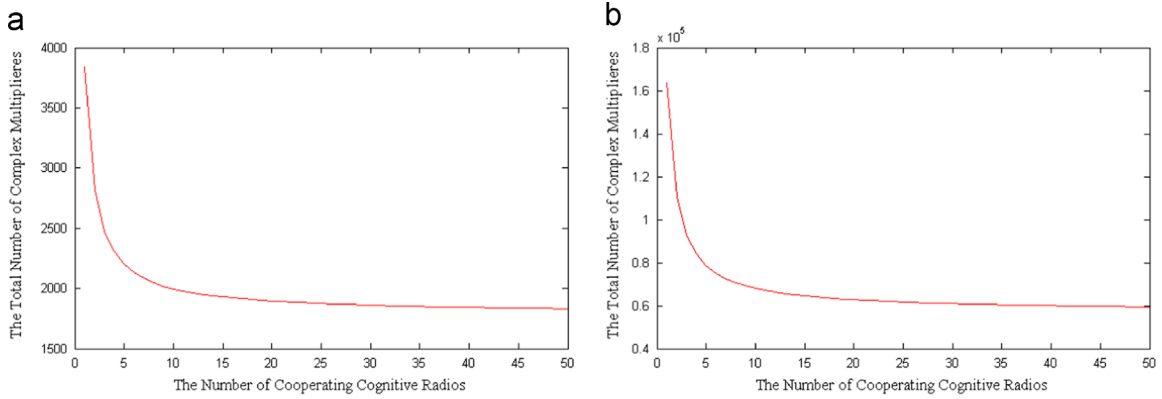 a
The Total Number of Complex Multiplieres
4000
3500
3000
2500
2000
1500
0 5 10 15 20 25 30 35 40 45 50
The Number of Cooperating Cognitive Radios
b
x 10^5
The Total Number of Complex Multiplieres
1.8
1.6
1.4
1.2
1
0.8
0.6
0.4
0 5 10 15 20 25 30 35 40 45 50
The Number of Cooperating Cognitive Radios